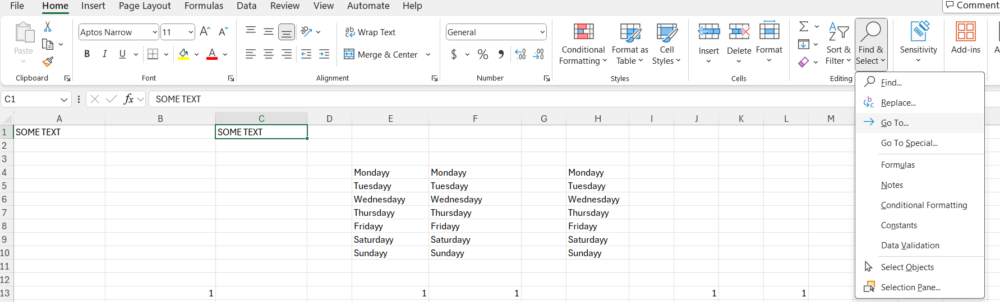 File Home Insert Page Layout Formulas Data Review View Automate Help Comment
Paste
Clipboard
Aptos Narrow 11 A A
B I U A
Font
Wrap Text
Merge & Center
Alignment
General
$ % 9 .00 .00
Number
Conditional Formatting
Format as Table
Cell Styles
Styles
Insert Delete Format
Cells
Sort & Filter
Find & Select
Editing
Sensitivity
Add-ins
C1 fx SOME TEXT
A B C D E F G H I J K L M
1 SOME TEXT SOME TEXT
2
3
4 Mondayy Mondayy Mondayy
5 Tuesdayy Tuesdayy Tuesdayy
6 Wednesdayy Wednesdayy Wednesdayy
7 Thursdayy Thursdayy Thursdayy
8 Fridayy Fridayy Fridayy
9 Saturdayy Saturdayy Saturdayy
10 Sundayy Sundayy Sundayy
11
12
13 1 1 1 1 1
Find...
Replace...
Go To...
Go To Special...
Formulas
Notes
Conditional Formatting
Constants
Data Validation
Select Objects
Selection Pane...